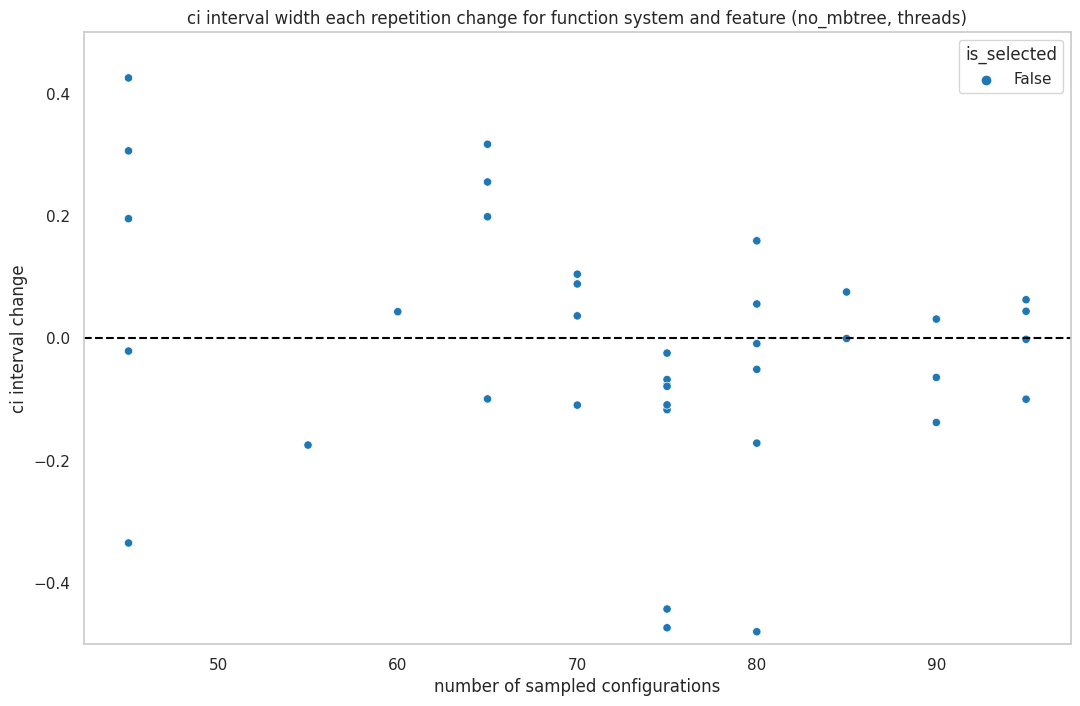 ci interval width each repetition change for function system and feature (no_mbtree, threads)
is_selected
False
ci interval change
0.4
0.2
0.0
−0.2
−0.4
50
60
70
80
90
number of sampled configurations